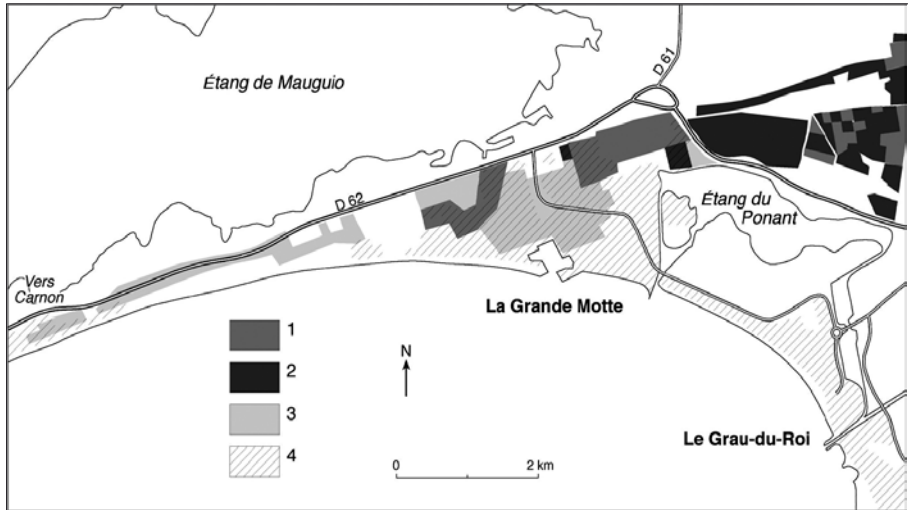 Étang de Mauguio
D 61
D 62
Étang du
Ponant
Vers
Carnon
La Grande Motte
1
2
3
4
N
0
2 km
Le Grau-du-Roi